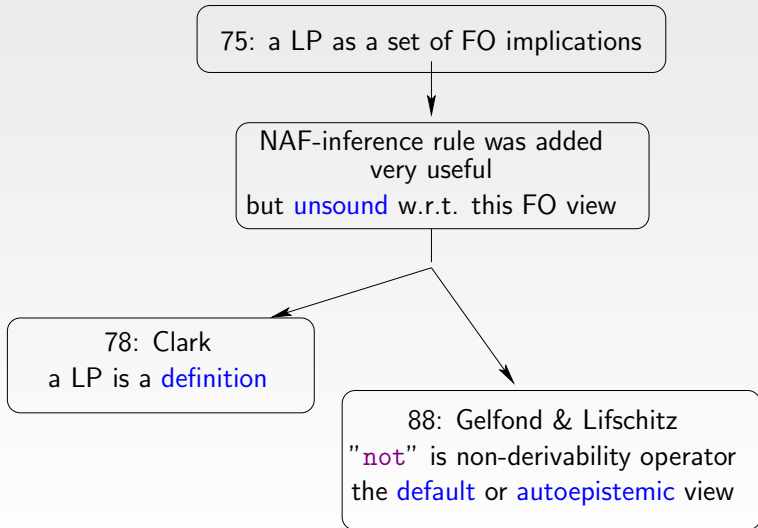 75: a LP as a set of FO implications
NAF-inference rule was added
very useful
but unsound w.r.t. this FO view
78: Clark
a LP is a definition
88: Gelfond & Lifschitz
”not” is non-derivability operator
the default or autoepistemic view